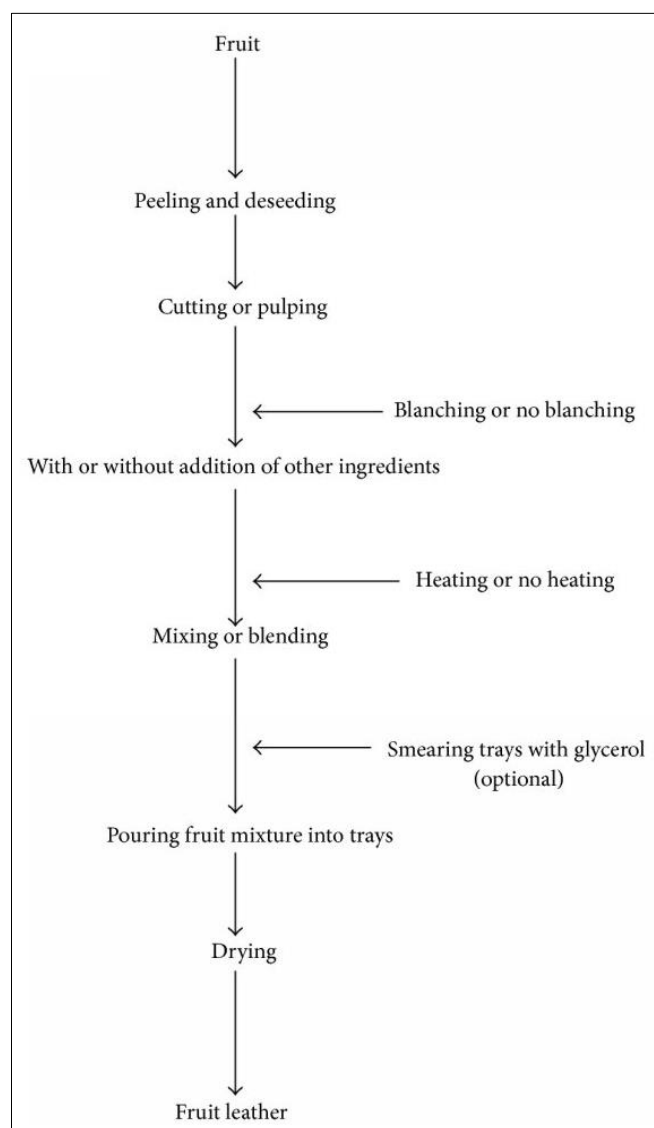 Fruit
Peeling and deseeding
Cutting or pulping
Blanching or no blanching
With or without addition of other ingredients
Heating or no heating
Mixing or blending
Smearing trays with glycerol
(optional)
Pouring fruit mixture into trays
Drying
Fruit leather